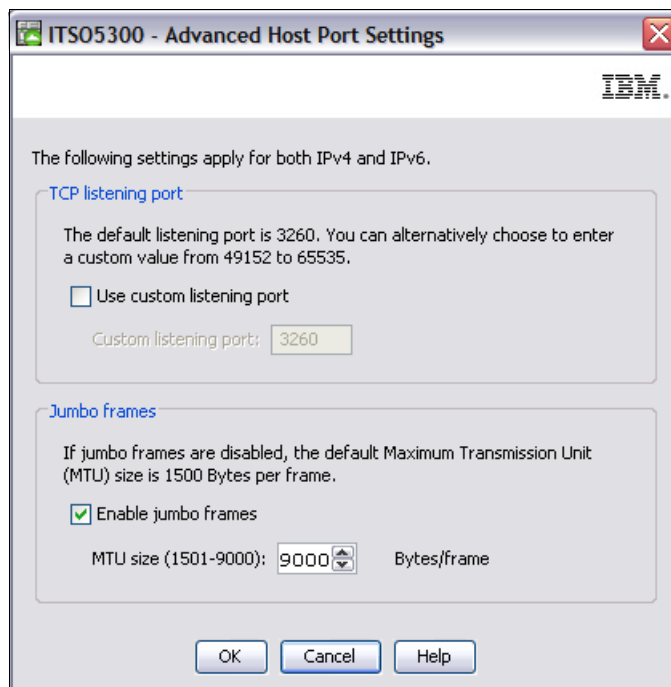 ITSO5300 - Advanced Host Port Settings
IBM.
The following settings apply for both IPv4 and IPv6.
TCP listening port
The default listening port is 3260. You can alternatively choose to enter
a custom value from 49152 to 65535.
Use custom listening port
Custom listening port: 3260
Jumbo frames
If jumbo frames are disabled, the default Maximum Transmission Unit
(MTU) size is 1500 Bytes per frame.
Enable jumbo frames
MTU size (1501-9000): 9000 Bytes/frame
OK Cancel Help